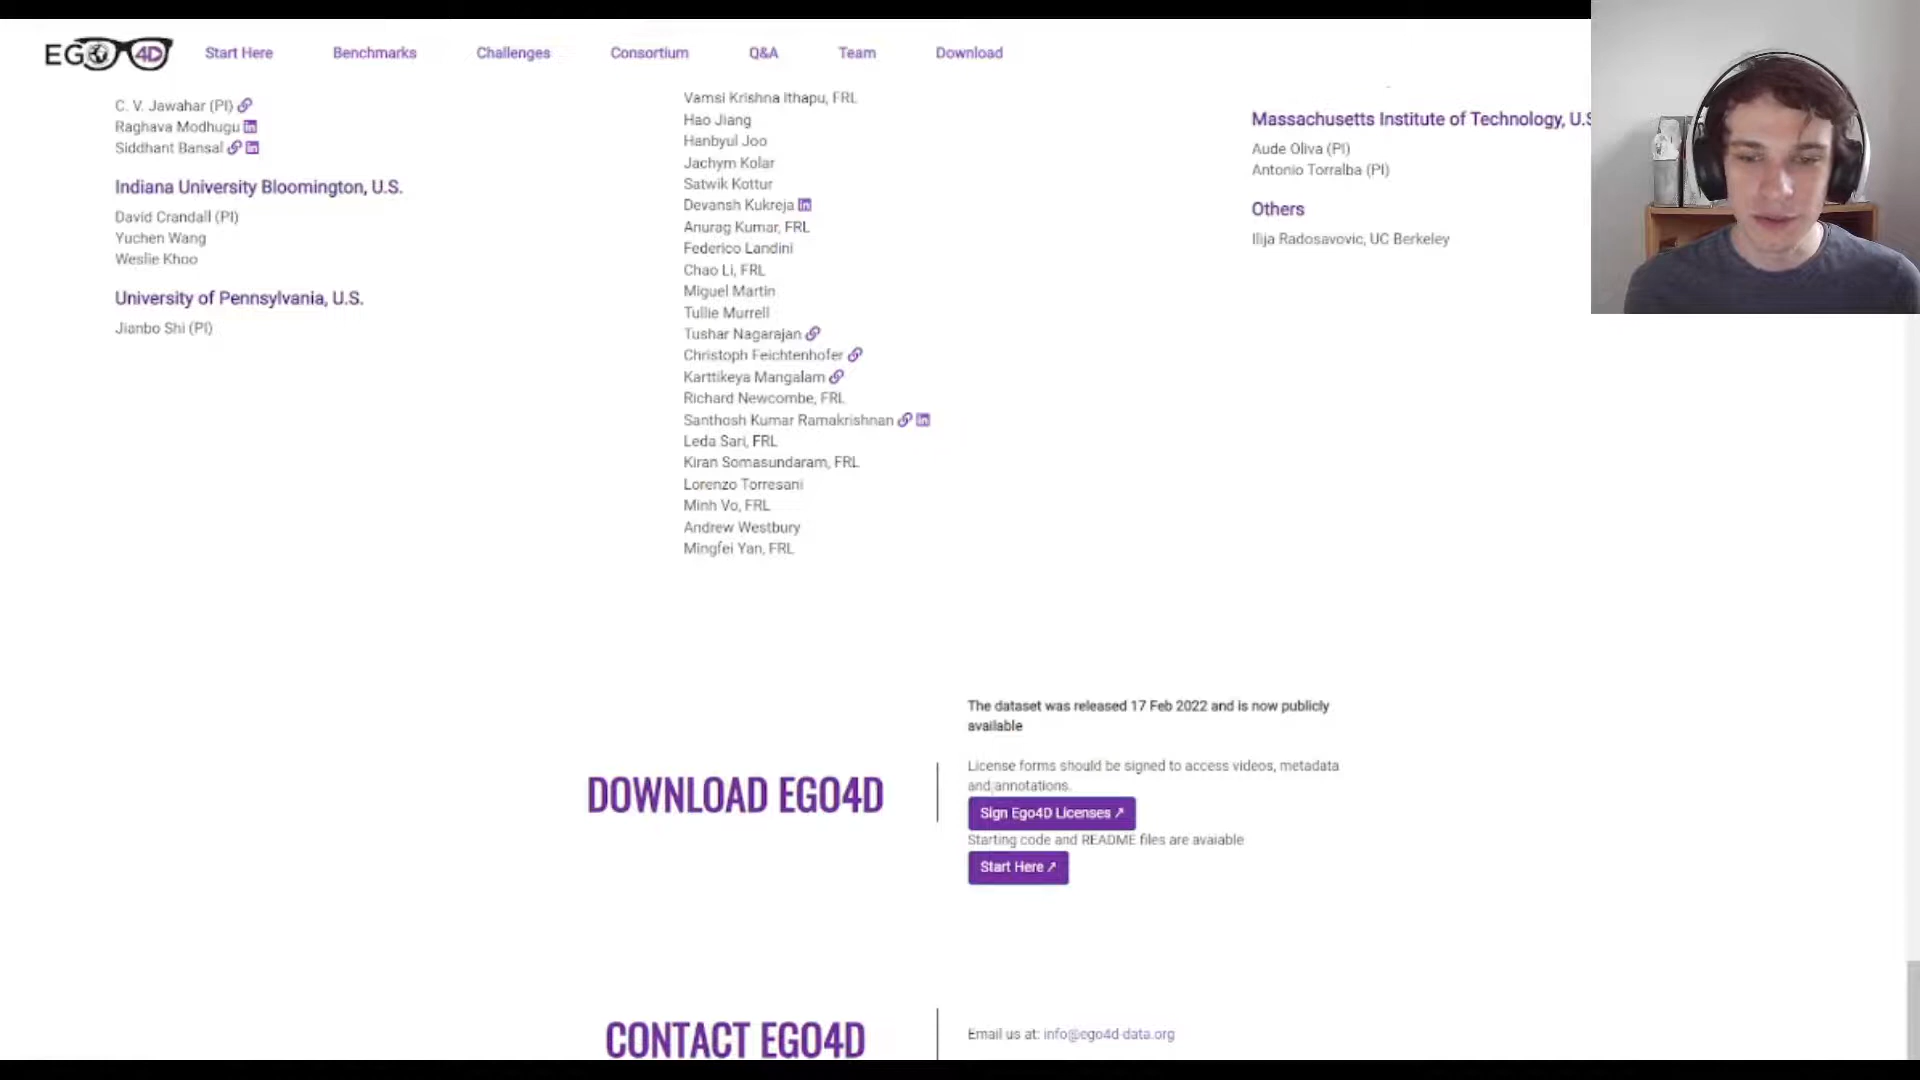 EGO4D
Start Here
Benchmarks
Challenges
Consortium
Q&A
Team
Download
C. V. Jawahar (PI)
Raghava Modhugu
Siddhant Bansal
Indiana University Bloomington, U.S.
David Crandall (PI)
Yuchen Wang
Weslie Khoo
University of Pennsylvania, U.S.
Jianbo Shi (PI)
Vamsi Krishna Ithapu, FRL
Hao Jiang
Hanbyul Joo
Jachym Kolar
Satwik Kottur
Devansh Kukreja
Anurag Kumar, FRL
Federico Landini
Chao Li, FRL
Miguel Martin
Tullie Murrell
Tushar Nagarajan
Christoph Feichtenhofer
Karttikeya Mangalam
Richard Newcombe, FRL
Santhosh Kumar Ramakrishnan
Leda Sari, FRL
Kiran Somasundaram, FRL
Lorenzo Torresani
Minh Vo, FRL
Andrew Westbury
Mingfei Yan, FRL
Massachusetts Institute of Technology, U.S
Aude Oliva (PI)
Antonio Torralba (PI)
Others
Ilija Radosavovic, UC Berkeley
DOWNLOAD EGO4D
The dataset was released 17 Feb 2022 and is now publicly
available
License forms should be signed to access videos, metadata
and annotations.
Sign Ego4D Licenses ↗
Starting code and README files are avaiable
Start Here ↗
CONTACT EGO4D
Email us at: info@ego4d-data.org